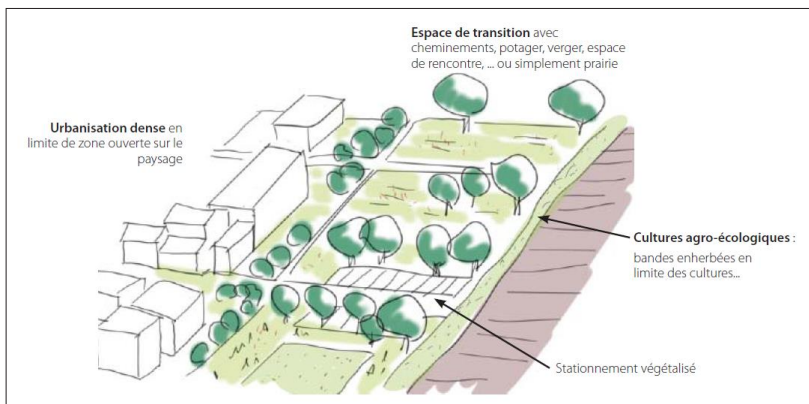 Espace de transition avec
cheminements, potager, verger, espace
de rencontre, ... ou simplement prairie
Urbanisation dense en
limite de zone ouverte sur le
paysage
Cultures agro-écologiques :
bandes enherbées en
limite des cultures...
Stationnement végétalisé